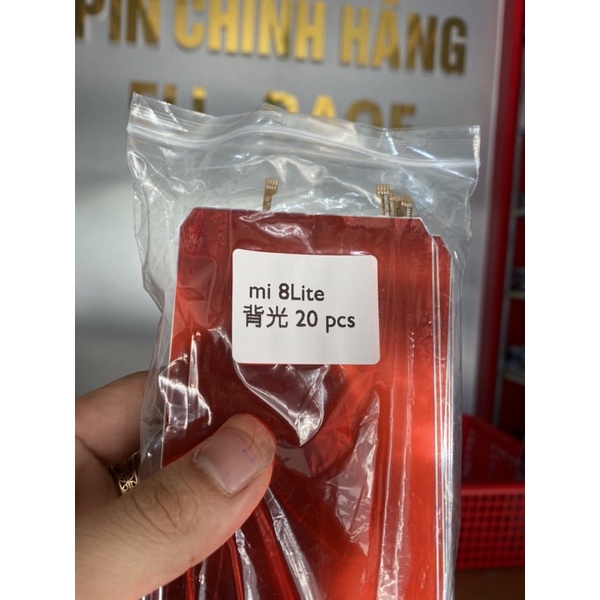 PIN CHÍNH HÃNG
mi 8Lite
背光 20 pcs